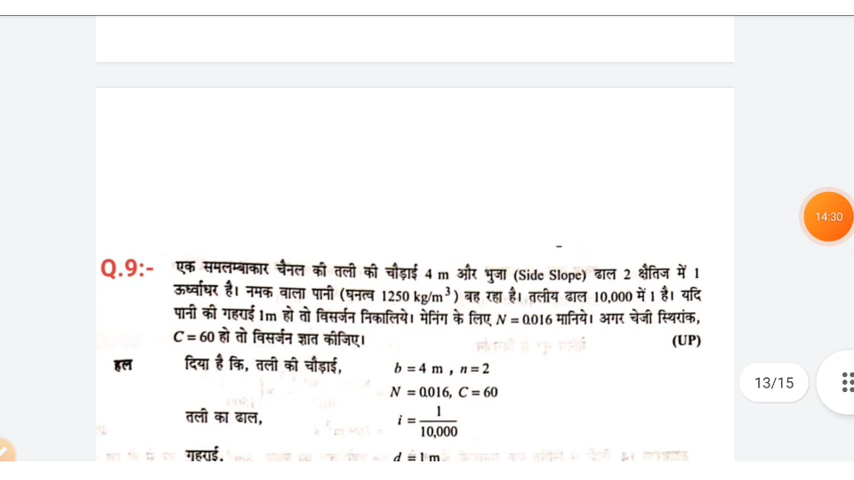 Q.9:- एक समलम्बाकार चैनल की तली की चौड़ाई 4 m और भुजा (Side Slope) ढाल 2 क्षैतिज में 1
ऊर्ध्वाधर है। नमक वाला पानी (घनत्व 1250 kg/m³) बह रहा है। तलीय ढाल 10,000 में 1 है। यदि
पानी की गहराई 1m हो तो विसर्जन निकालिये। मेनिंग के लिए N = 0.016 मानिये। अगर चेजी स्थिरांक,
C = 60 हो तो विसर्जन ज्ञात कीजिए। (UP)
हल दिया है कि, तली की चौड़ाई, b = 4 m , n = 2
N = 0.016, C = 60
तली का ढाल, i = 1/10,000
गहराई, d = 1 m
14:30
13/15